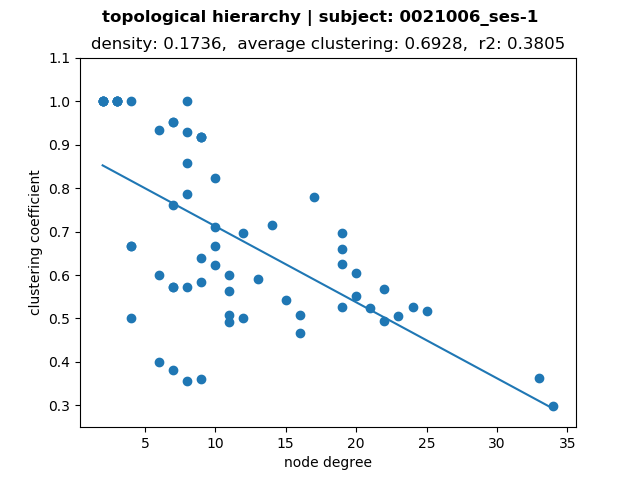 topological hierarchy | subject: 0021006_ses-1
density: 0.1736,  average clustering: 0.6928,  r2: 0.3805
1.1
1.0
0.9
0.8
0.7
0.6
0.5
0.4
0.3
clustering coefficient
5 10 15 20 25 30 35
node degree